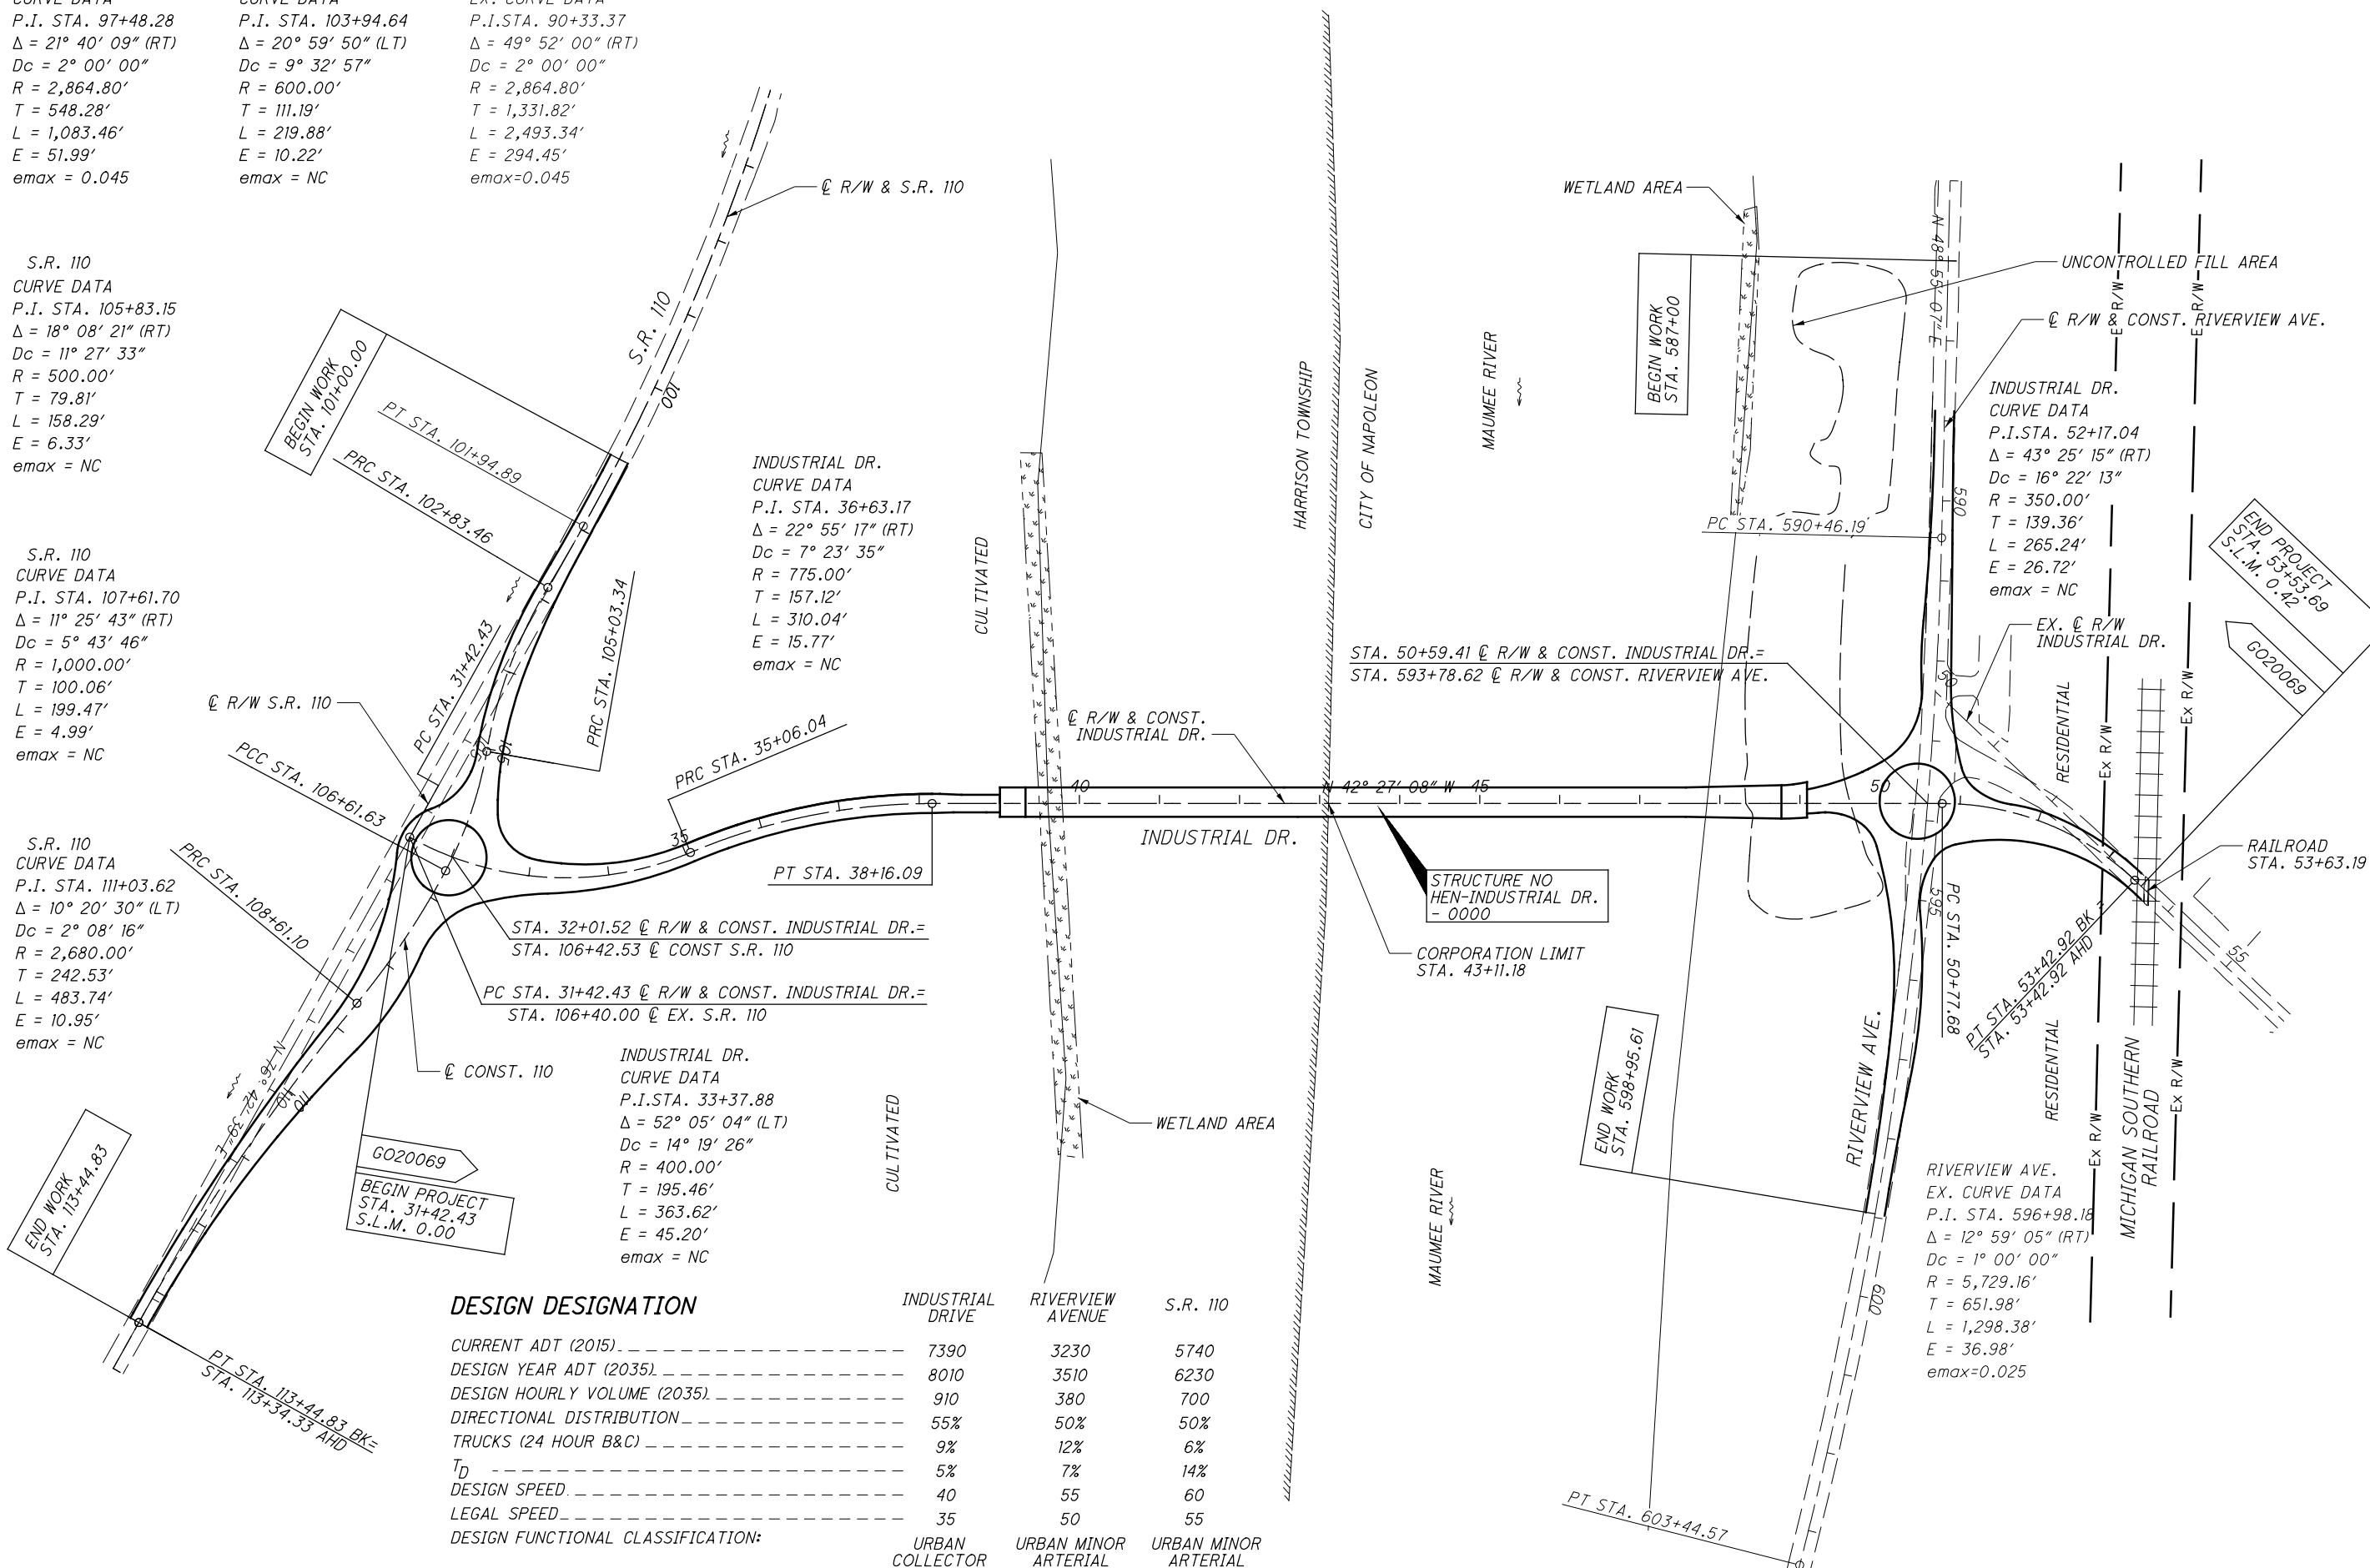 CURVE DATA
P.I. STA. 97+48.28
Δ = 21° 40' 09" (RT)
Dc = 2° 00' 00"
R = 2,864.80'
T = 548.28'
L = 1,083.46'
E = 51.99'
emax = 0.045
CURVE DATA
P.I. STA. 103+94.64
Δ = 20° 59' 50" (LT)
Dc = 9° 32' 57"
R = 600.00'
T = 111.19'
L = 219.88'
E = 10.22'
emax = NC
EX. CURVE DATA
P.I.STA. 90+33.37
Δ = 49° 52' 00" (RT)
Dc = 2° 00' 00"
R = 2,864.80'
T = 1,331.82'
L = 2,493.34'
E = 294.45'
emax=0.045
S.R. 110
CURVE DATA
P.I. STA. 105+83.15
Δ = 18° 08' 21" (RT)
Dc = 11° 27' 33"
R = 500.00'
T = 79.81'
L = 158.29'
E = 6.33'
emax = NC
S.R. 110
CURVE DATA
P.I. STA. 107+61.70
Δ = 11° 25' 43" (RT)
Dc = 5° 43' 46"
R = 1,000.00'
T = 100.06'
L = 199.47'
E = 4.99'
emax = NC
S.R. 110
CURVE DATA
P.I. STA. 111+03.62
Δ = 10° 20' 30" (LT)
Dc = 2° 08' 16"
R = 2,680.00'
T = 242.53'
L = 483.74'
E = 10.95'
emax = NC
℄ R/W & S.R. 110
S.R. 110
100
BEGIN WORK
STA. 101+00.00
PT STA. 101+94.89
PRC STA. 102+83.46
PRC STA. 105+03.34
PC STA. 31+42.43
℄ R/W S.R. 110
PCC STA. 106+61.63
PRC STA. 108+61.10
105
℄ CONST. 110
N 76° 42' 39" E
110
110
END WORK
STA. 113+44.83
PT STA. 113+44.83 BK=
STA. 113+34.33 AHD
GO20069
BEGIN PROJECT
STA. 31+42.43
S.L.M. 0.00
INDUSTRIAL DR.
CURVE DATA
P.I. STA. 36+63.17
Δ = 22° 55' 17" (RT)
Dc = 7° 23' 35"
R = 775.00'
T = 157.12'
L = 310.04'
E = 15.77'
emax = NC
PRC STA. 35+06.04
35
PT STA. 38+16.09
STA. 32+01.52 ℄ R/W & CONST. INDUSTRIAL DR.=
STA. 106+42.53 ℄ CONST S.R. 110
PC STA. 31+42.43 ℄ R/W & CONST. INDUSTRIAL DR.=
STA. 106+40.00 ℄ EX. S.R. 110
INDUSTRIAL DR.
CURVE DATA
P.I.STA. 33+37.88
Δ = 52° 05' 04" (LT)
Dc = 14° 19' 26"
R = 400.00'
T = 195.46'
L = 363.62'
E = 45.20'
emax = NC
CULTIVATED
CULTIVATED
WETLAND AREA
℄ R/W & CONST.
INDUSTRIAL DR.
40
N 42° 27' 08" W
45
50
INDUSTRIAL DR.
HARRISON TOWNSHIP
CITY OF NAPOLEON
MAUMEE RIVER
MAUMEE RIVER
STRUCTURE NO
HEN-INDUSTRIAL DR.
- 0000
CORPORATION LIMIT
STA. 43+11.18
WETLAND AREA
BEGIN WORK
STA. 587+00
UNCONTROLLED FILL AREA
N 48° 55' 07" E
℄ R/W & CONST. RIVERVIEW AVE.
E R/W
E R/W
INDUSTRIAL DR.
CURVE DATA
P.I.STA. 52+17.04
Δ = 43° 25' 15" (RT)
Dc = 16° 22' 13"
R = 350.00'
T = 139.36'
L = 265.24'
E = 26.72'
emax = NC
590
PC STA. 590+46.19
END PROJECT
STA. 53+53.69
S.L.M. 0.42
GO20069
EX. ℄ R/W
INDUSTRIAL DR.
STA. 50+59.41 ℄ R/W & CONST. INDUSTRIAL DR.=
STA. 593+78.62 ℄ R/W & CONST. RIVERVIEW AVE.
50
RESIDENTIAL
Ex R/W
Ex R/W
RAILROAD
STA. 53+63.19
595
PC STA. 50+77.68
PT STA. 53+42.92 BK =
STA. 53+42.92 AHD
55
RESIDENTIAL
Ex R/W
Ex R/W
MICHIGAN SOUTHERN
RAILROAD
RIVERVIEW AVE.
END WORK
STA. 598+95.61
600
PT STA. 603+44.57
RIVERVIEW AVE.
EX. CURVE DATA
P.I. STA. 596+98.18
Δ = 12° 59' 05" (RT)
Dc = 1° 00' 00"
R = 5,729.16'
T = 651.98'
L = 1,298.38'
E = 36.98'
emax=0.025
DESIGN DESIGNATION
INDUSTRIAL DRIVE RIVERVIEW AVENUE S.R. 110
CURRENT ADT (2015) 7390 3230 5740
DESIGN YEAR ADT (2035) 8010 3510 6230
DESIGN HOURLY VOLUME (2035) 910 380 700
DIRECTIONAL DISTRIBUTION 55% 50% 50%
TRUCKS (24 HOUR B&C) 9% 12% 6%
TD 5% 7% 14%
DESIGN SPEED 40 55 60
LEGAL SPEED 35 50 55
DESIGN FUNCTIONAL CLASSIFICATION:
URBAN COLLECTOR URBAN MINOR ARTERIAL URBAN MINOR ARTERIAL